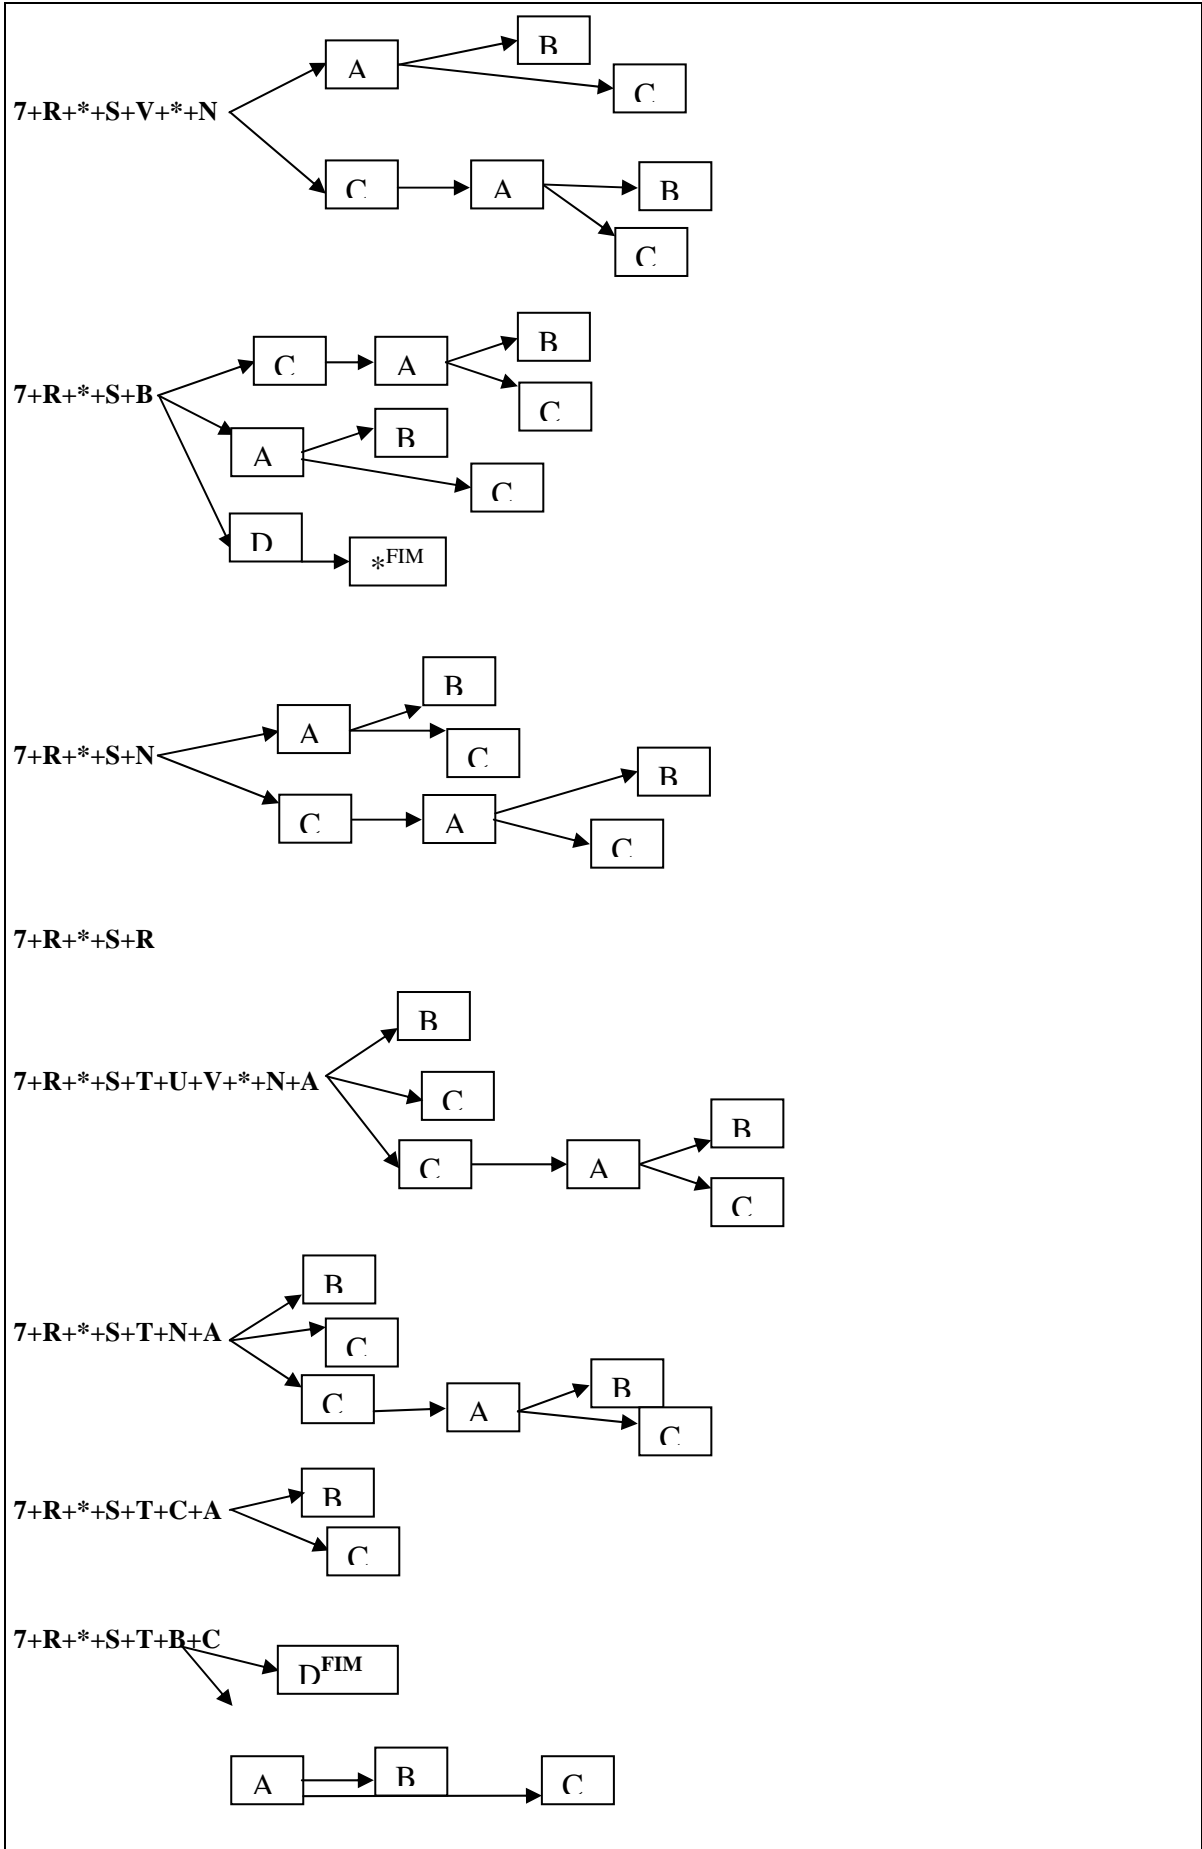 B
A
C
7+R+*+S+V+*+N
C A B
C
B
C A
7+R+*+S+B
C
B
A
C
D
*FIM
B
A
7+R+*+S+N
C
B
C A
C
7+R+*+S+R
B
7+R+*+S+T+U+V+*+N+A
C
B
C A
C
B
7+R+*+S+T+N+A
C
B
C A
C
B
7+R+*+S+T+C+A
C
7+R+*+S+T+B+C
DFIM
A B C